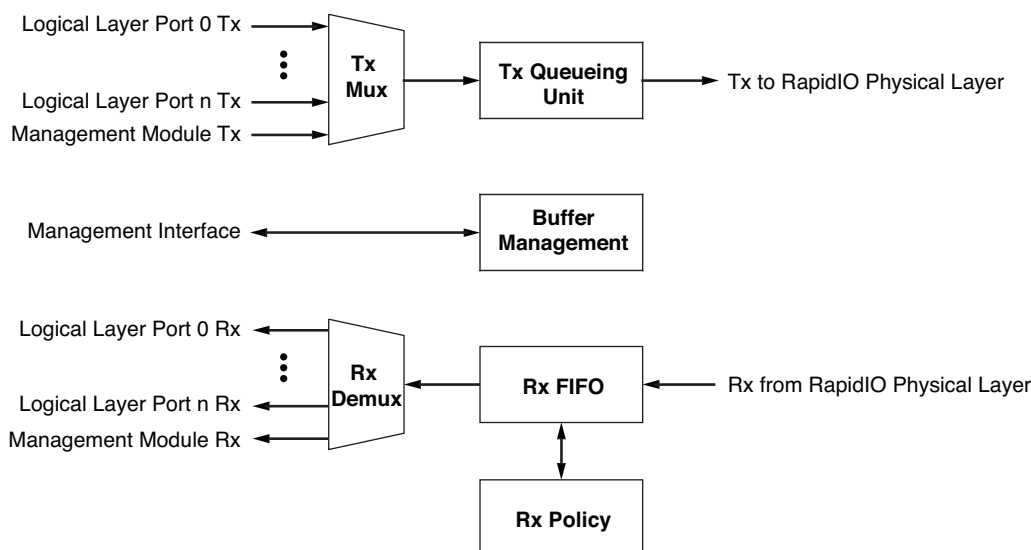 Logical Layer Port 0 Tx
Logical Layer Port n Tx
Management Module Tx
Tx
Mux
Tx Queueing
Unit
Tx to RapidIO Physical Layer
Management Interface
Buffer
Management
Logical Layer Port 0 Rx
Logical Layer Port n Rx
Management Module Rx
Rx
Demux
Rx FIFO
Rx from RapidIO Physical Layer
Rx Policy